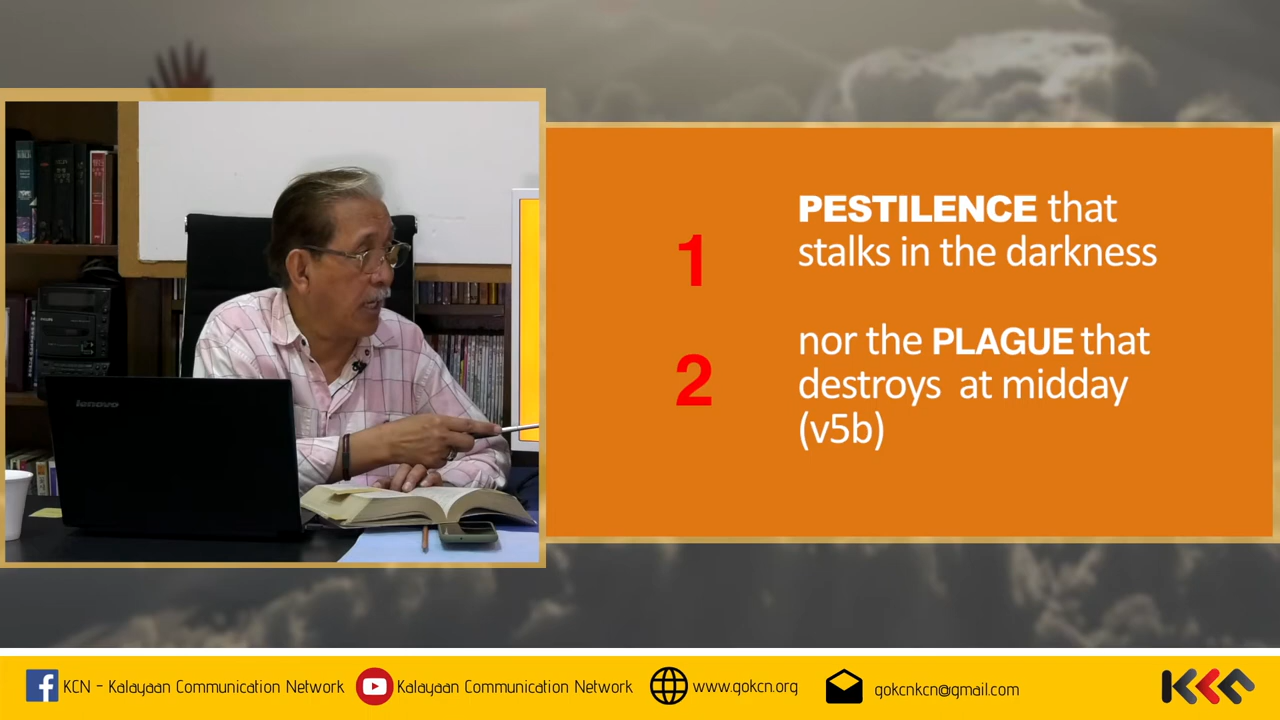 lenovo
1
PESTILENCE that
stalks in the darkness
2
nor the PLAGUE that
destroys at midday
(v5b)
KCN - Kalayaan Communication Network
Kalayaan Communication Network
www.gokcn.org
gokcnkcn@gmail.com
KCN